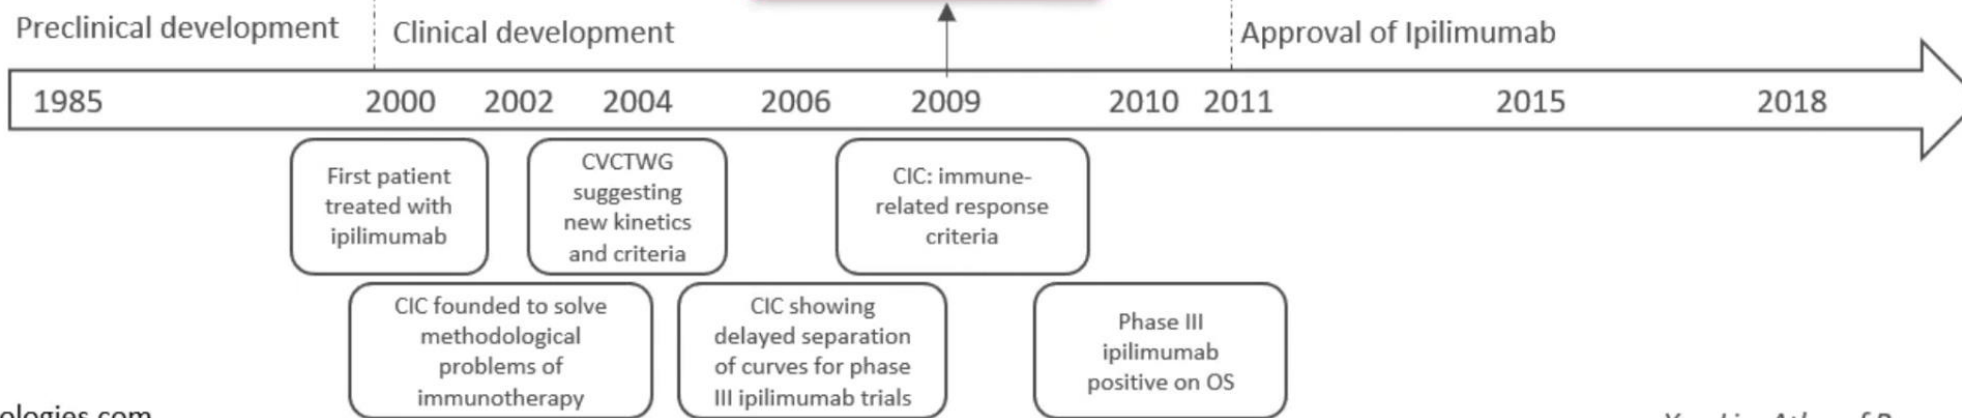 Preclinical development
Clinical development
Approval of Ipilimumab
1985 2000 2002 2004 2006 2009 2010 2011 2015 2018
First patient
treated with
ipilimumab
CVCTWG
suggesting
new kinetics
and criteria
CIC: immune-
related response
criteria
CIC founded to solve
methodological
problems of
immunotherapy
CIC showing
delayed separation
of curves for phase
III ipilimumab trials
Phase III
ipilimumab
positive on OS